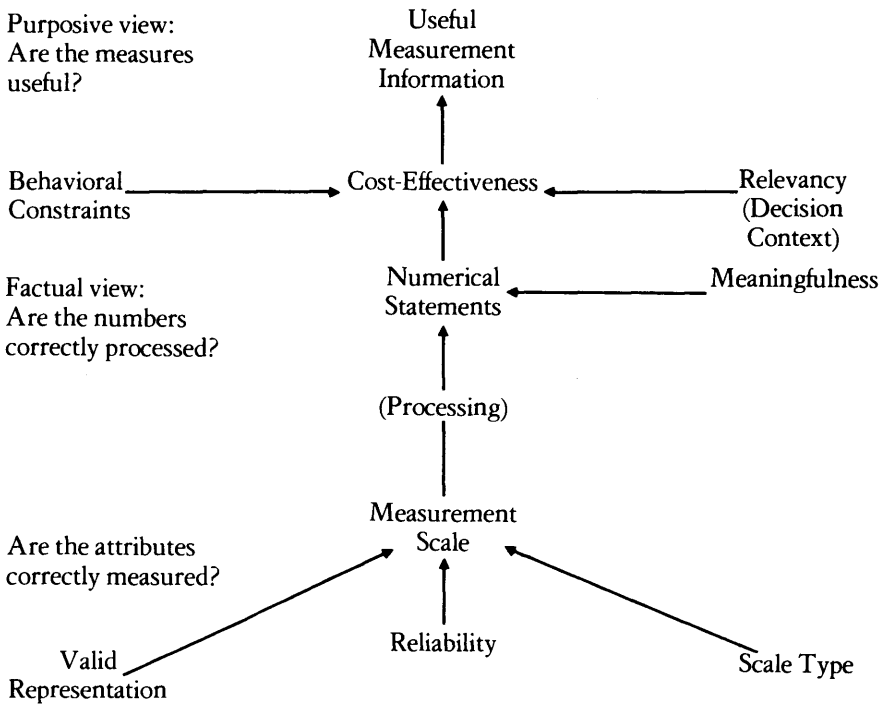 Purposive view:
Are the measures
useful?
Useful
Measurement
Information
Behavioral
Constraints
Cost-Effectiveness
Relevancy
(Decision
Context)
Factual view:
Are the numbers
correctly processed?
Numerical
Statements
Meaningfulness
(Processing)
Measurement
Scale
Are the attributes
correctly measured?
Valid
Representation
Reliability
Scale Type